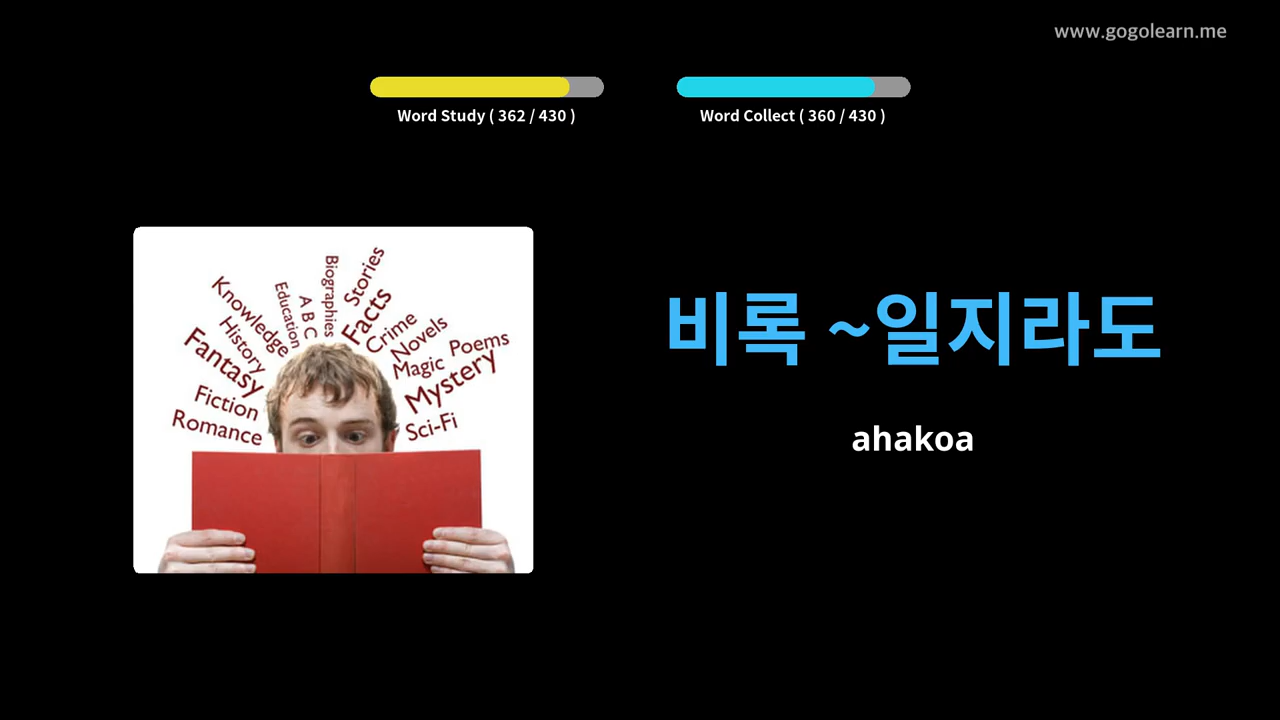 www.gogolearn.me
Word Study ( 362 / 430 )
Word Collect ( 360 / 430 )
Biographies
Stories
Education
A B C
Facts
Knowledge
Crime
History
Novels
Fantasy
Magic
Poems
Mystery
Fiction
Romance
Sci-Fi
비록 ~일지라도
ahakoa